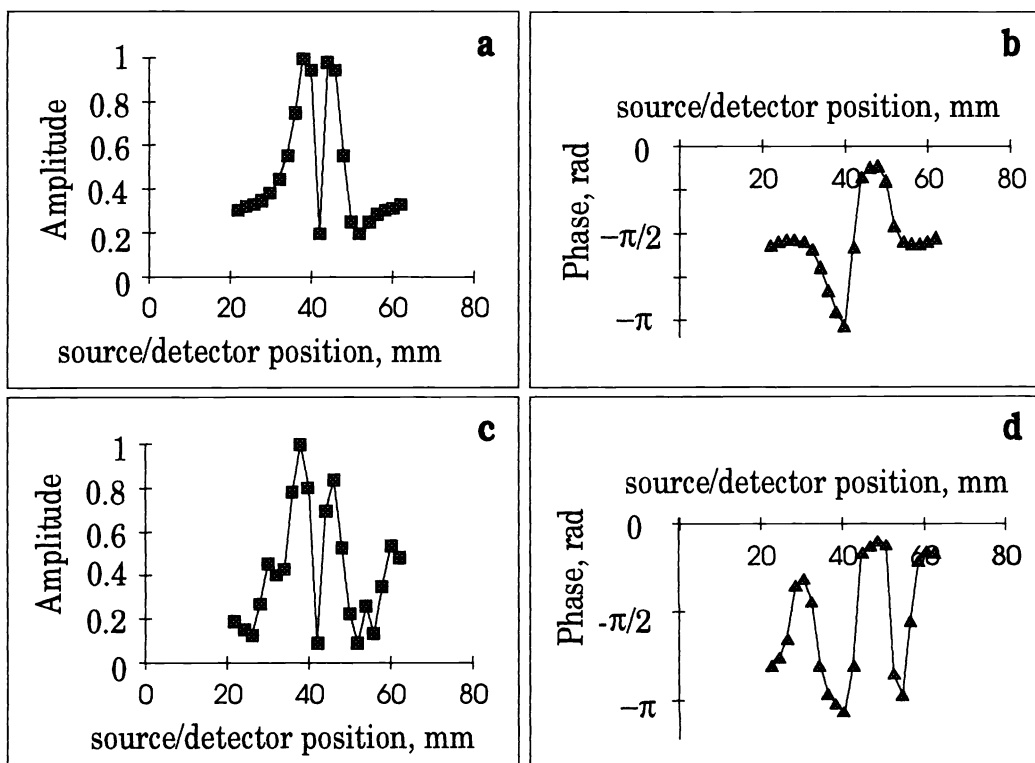 a
1
0.8
0.6
0.4
0.2
0
Amplitude
0 20 40 60 80
source/detector position, mm
b
source/detector position, mm
0
20 40 60 80
−π/2
−π
Phase, rad
c
1
0.8
0.6
0.4
0.2
0
Amplitude
0 20 40 60 80
source/detector position, mm
d
source/detector position, mm
0
20 40 60 80
-π/2
−π
Phase, rad